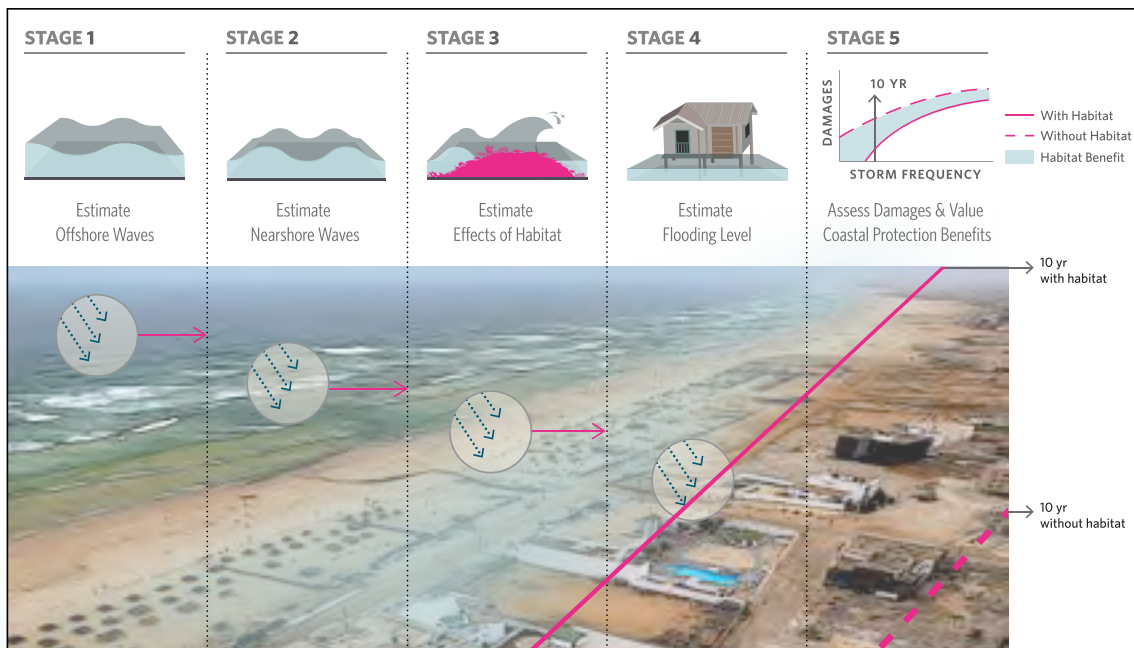 STAGE 1
STAGE 2
STAGE 3
STAGE 4
STAGE 5
DAMAGES
10 YR
STORM FREQUENCY
With Habitat
Without Habitat
Habitat Benefit
Estimate
Offshore Waves
Estimate
Nearshore Waves
Estimate
Effects of Habitat
Estimate
Flooding Level
Assess Damages & Value
Coastal Protection Benefits
10 yr
with habitat
10 yr
without habitat